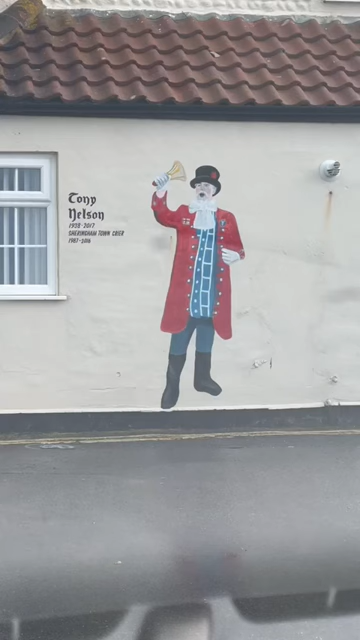 Tony
Nelson
1938-2017
SHERINGHAM TOWN CRIER
1987-2016